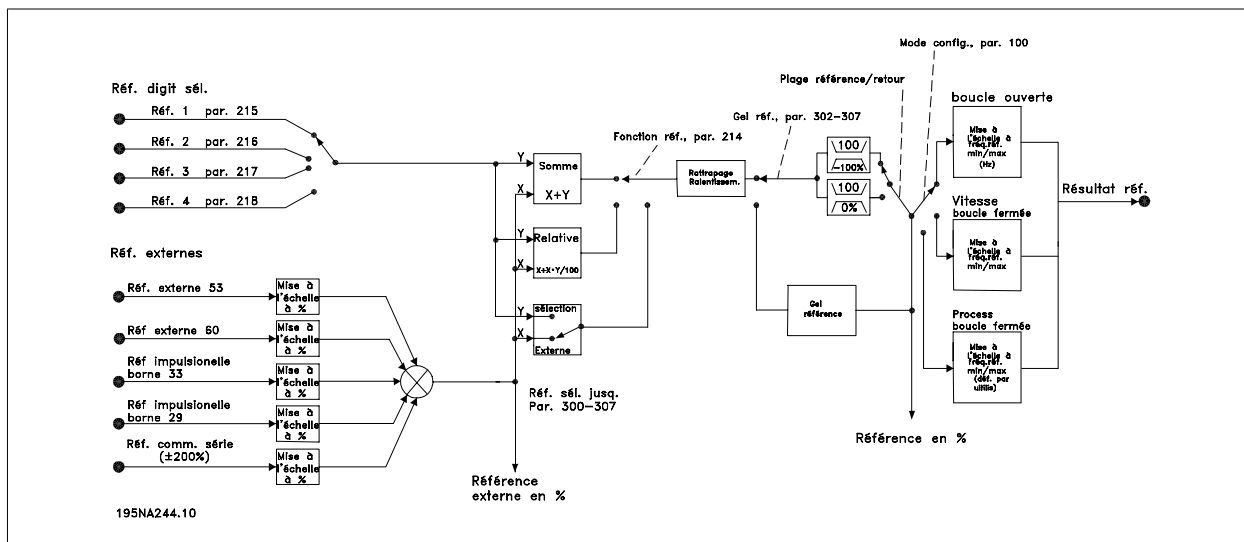 Réf. digit sél.
Réf. 1 par. 215
Réf. 2 par. 216
Réf. 3 par. 217
Réf. 4 par. 218
Réf. externes
Réf. externe 53
Réf externe 60
Réf impulsionelle
borne 33
Réf impulsionelle
borne 29
Réf. comm. série
(±200%)
Mise à
l'échelle
à %
Mise à
l'échelle
à %
Mise à
l'échelle
à %
Mise à
l'échelle
à %
Mise à
l'échelle
à %
Y
Somme
X
X+Y
Y
Relative
X
X+X·Y/100
Y
sélection
X
Externe
Réf. sél. jusq.
Par. 300-307
Référence
externe en %
Fonction réf., par. 214
Rattrapage
Ralentissem.
Gel réf., par. 302-307
Gel
référence
Plage référence/retour
Mode config., par. 100
100
-100%
100
0%
Référence en %
boucle ouverte
Mise à
l'échelle à
fréq.réf.
min/max
(Hz)
Vitesse
boucle fermée
Mise à
l'échelle à
fréq.réf.
min/max
Process
boucle fermée
Mise à
l'échelle à
fréq.réf.
min/max
(déf. par
utilis)
Résultat réf.
195NA244.10